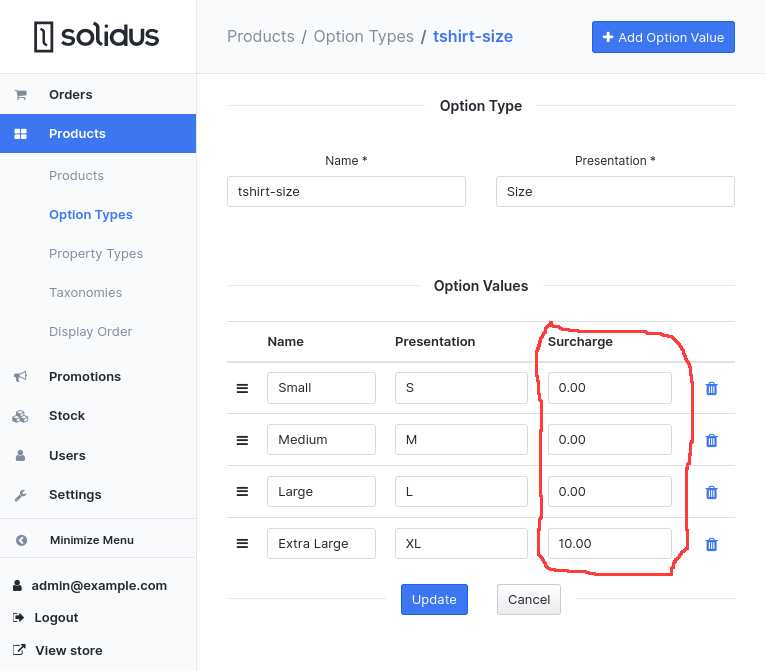 solidus
Products / Option Types / tshirt-size
Add Option Value
Orders
Products
Products
Option Types
Property Types
Taxonomies
Display Order
Promotions
Stock
Users
Settings
Minimize Menu
admin@example.com
Logout
View store
Option Type
Name * Presentation *
tshirt-size Size
Option Values
Name Presentation Surcharge
Small S 0.00
Medium M 0.00
Large L 0.00
Extra Large XL 10.00
Update Cancel